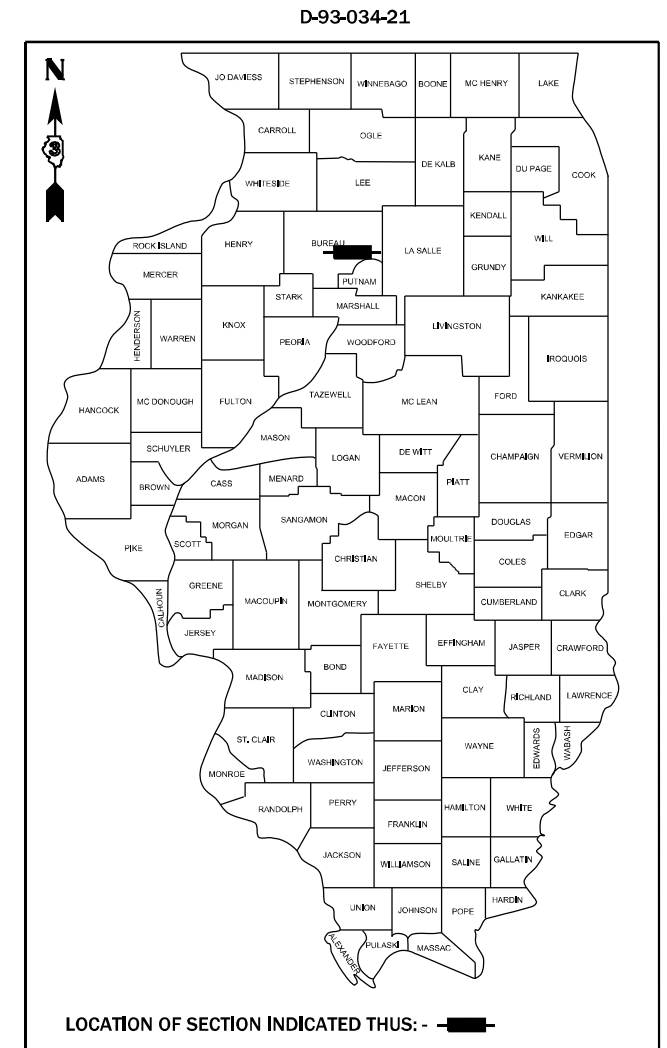 D-93-034-21
N
3
JO DAVIESS STEPHENSON WINNEBAGO BOONE MC HENRY LAKE
CARROLL OGLE
DE KALB KANE DU PAGE COOK
WHITESIDE LEE
KENDALL
ROCK ISLAND HENRY BUREAU LA SALLE WILL
MERCER PUTNAM GRUNDY
STARK MARSHALL KANKAKEE
HENDERSON WARREN KNOX PEORIA WOODFORD LIVINGSTON
IROQUOIS
HANCOCK MC DONOUGH FULTON TAZEWELL MC LEAN FORD
MASON
SCHUYLER LOGAN DE WITT CHAMPAIGN VERMILION
ADAMS BROWN CASS MENARD PIATT
MACON
MORGAN SANGAMON DOUGLAS
PIKE SCOTT CHRISTIAN MOULTRIE EDGAR
COLES
GREENE SHELBY
CALHOUN MACOUPIN MONTGOMERY CUMBERLAND CLARK
JERSEY
FAYETTE EFFINGHAM JASPER CRAWFORD
MADISON BOND
CLAY RICHLAND LAWRENCE
CLINTON MARION
ST. CLAIR WAYNE EDWARDS WABASH
WASHINGTON JEFFERSON
MONROE
RANDOLPH PERRY HAMILTON WHITE
FRANKLIN
JACKSON WILLIAMSON SALINE GALLATIN
HARDIN
UNION JOHNSON POPE
ALEXANDER PULASKI MASSAC
LOCATION OF SECTION INDICATED THUS: -